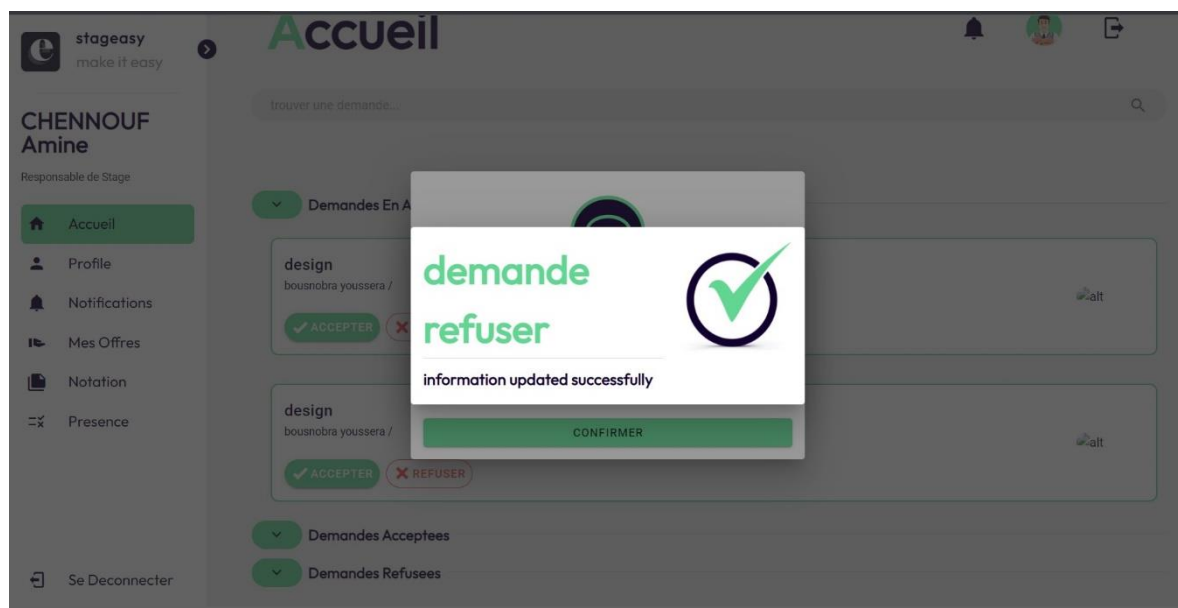 stageasy
make it easy
Accueil
CHENNOUF
Amine
Responsable de Stage
Accueil
Profile
Notifications
Mes Offres
Notation
Presence
Se Deconnecter
trouver une demande...
Demandes En A
design
bousnobra youssera /
ACCEPTER
alt
demande
refuser
information updated successfully
CONFIRMER
design
bousnobra youssera /
ACCEPTER
REFUSER
alt
Demandes Acceptees
Demandes Refusees